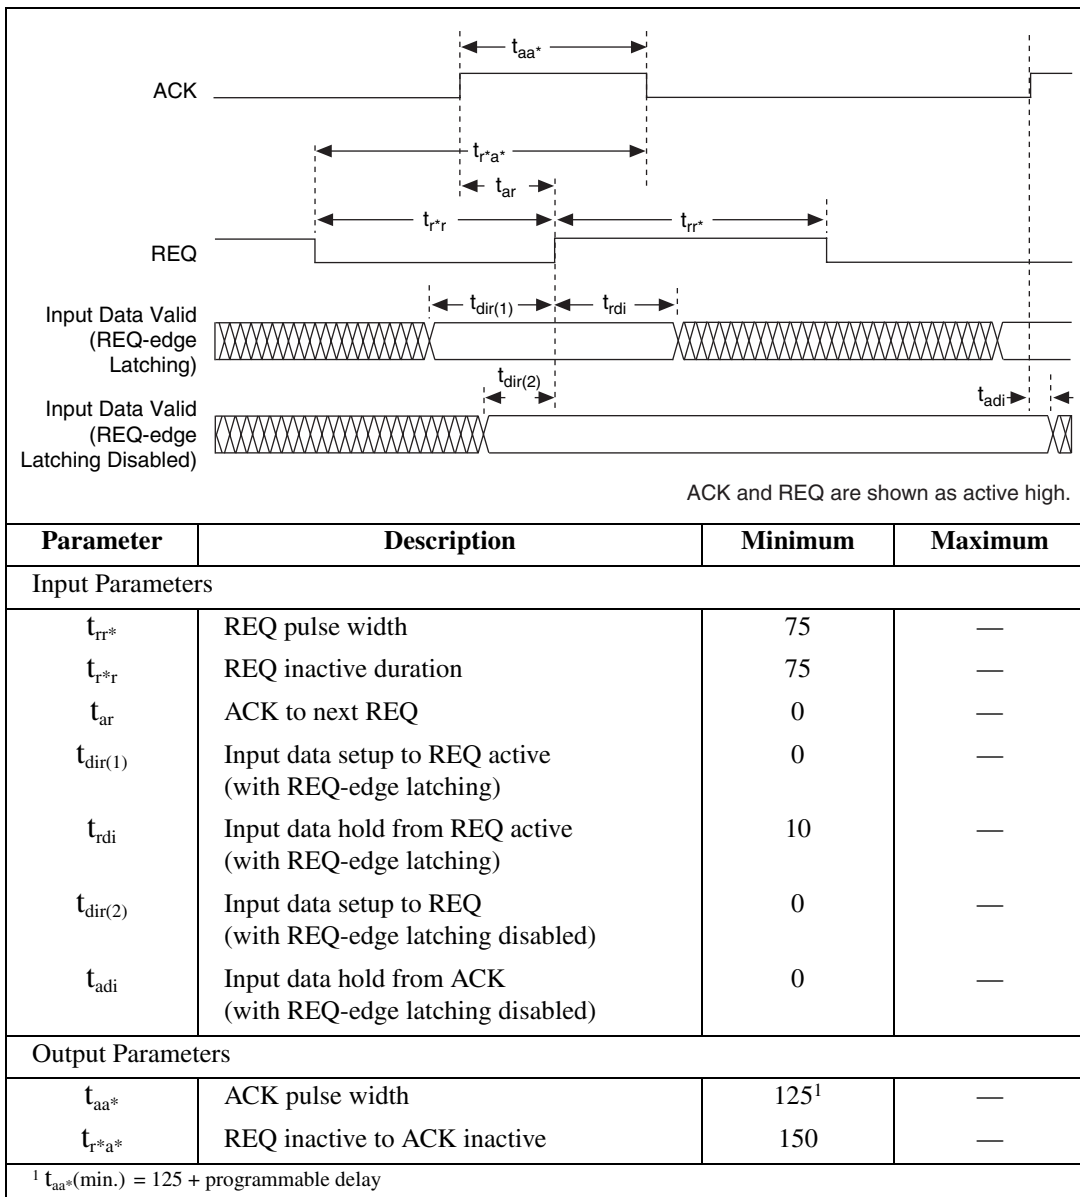 t_aa*
ACK
t_r*a*
t_ar
t_r*r t_rr*
REQ
t_dir(1) t_rdi
Input Data Valid
(REQ-edge
Latching)
t_dir(2)
t_adi
Input Data Valid
(REQ-edge
Latching Disabled)
ACK and REQ are shown as active high.
Parameter Description Minimum Maximum
Input Parameters
t_rr* REQ pulse width 75 —
t_r*r REQ inactive duration 75 —
t_ar ACK to next REQ 0 —
t_dir(1) Input data setup to REQ active 0 —
(with REQ-edge latching)
t_rdi Input data hold from REQ active 10 —
(with REQ-edge latching)
t_dir(2) Input data setup to REQ 0 —
(with REQ-edge latching disabled)
t_adi Input data hold from ACK 0 —
(with REQ-edge latching disabled)
Output Parameters
t_aa* ACK pulse width 125¹ —
t_r*a* REQ inactive to ACK inactive 150 —
¹ t_aa*(min.) = 125 + programmable delay